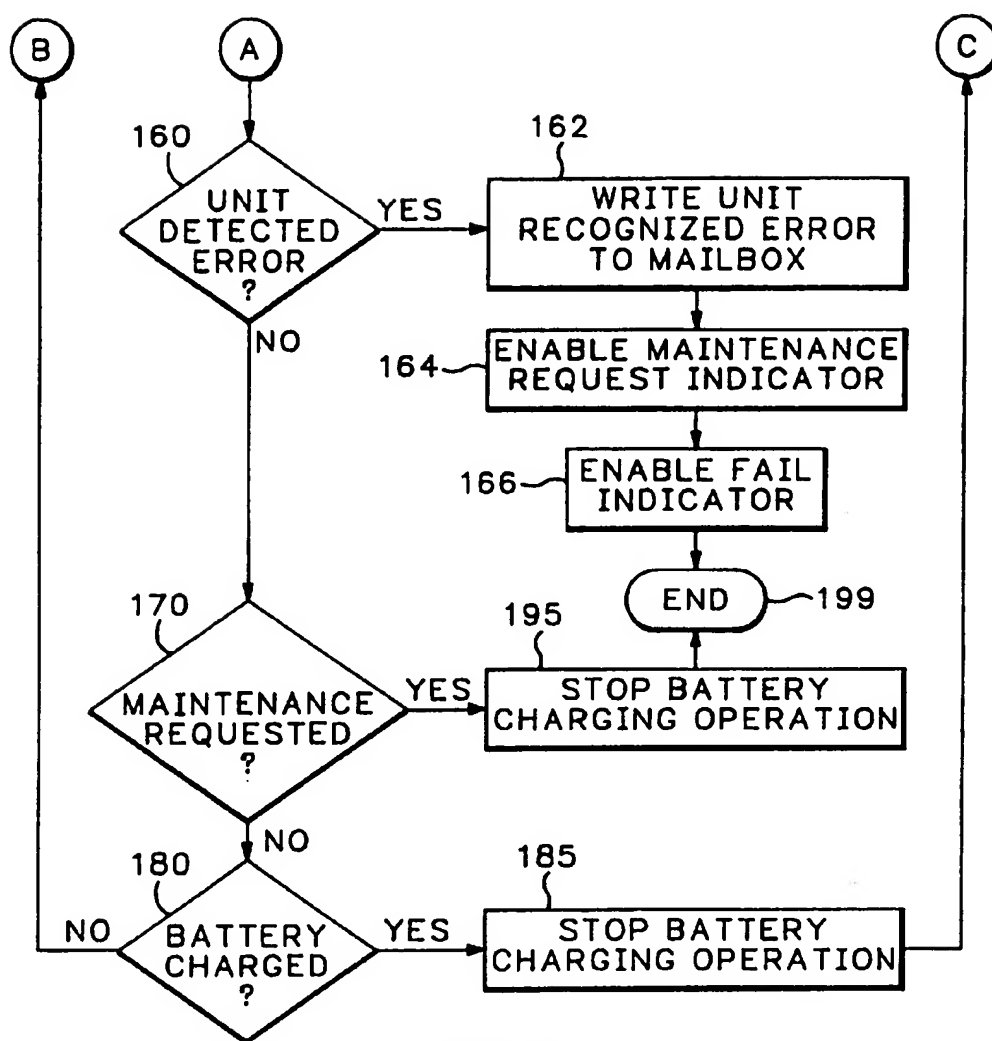 B
A
C
160
UNIT
DETECTED
ERROR
?
YES
NO
162
WRITE UNIT
RECOGNIZED ERROR
TO MAILBOX
164
ENABLE MAINTENANCE
REQUEST INDICATOR
166
ENABLE FAIL
INDICATOR
END
199
170
MAINTENANCE
REQUESTED
?
YES
NO
195
STOP BATTERY
CHARGING OPERATION
180
BATTERY
CHARGED
?
NO
YES
185
STOP BATTERY
CHARGING OPERATION